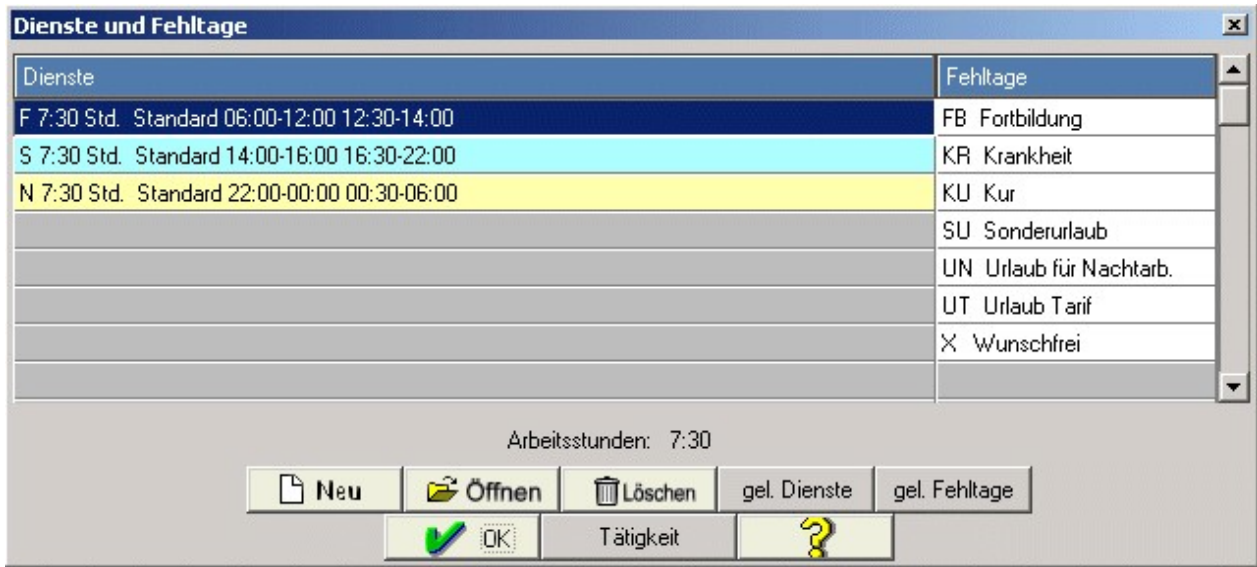 Dienste und Fehltage
Dienste
Fehltage
F 7:30 Std. Standard 06:00-12:00 12:30-14:00
FB Fortbildung
S 7:30 Std. Standard 14:00-16:00 16:30-22:00
KR Krankheit
N 7:30 Std. Standard 22:00-00:00 00:30-06:00
KU Kur
SU Sonderurlaub
UN Urlaub für Nachtarb.
UT Urlaub Tarif
X Wunschfrei
Arbeitsstunden: 7:30
Neu
Öffnen
Löschen
gel. Dienste
gel. Fehltage
OK
Tätigkeit
?